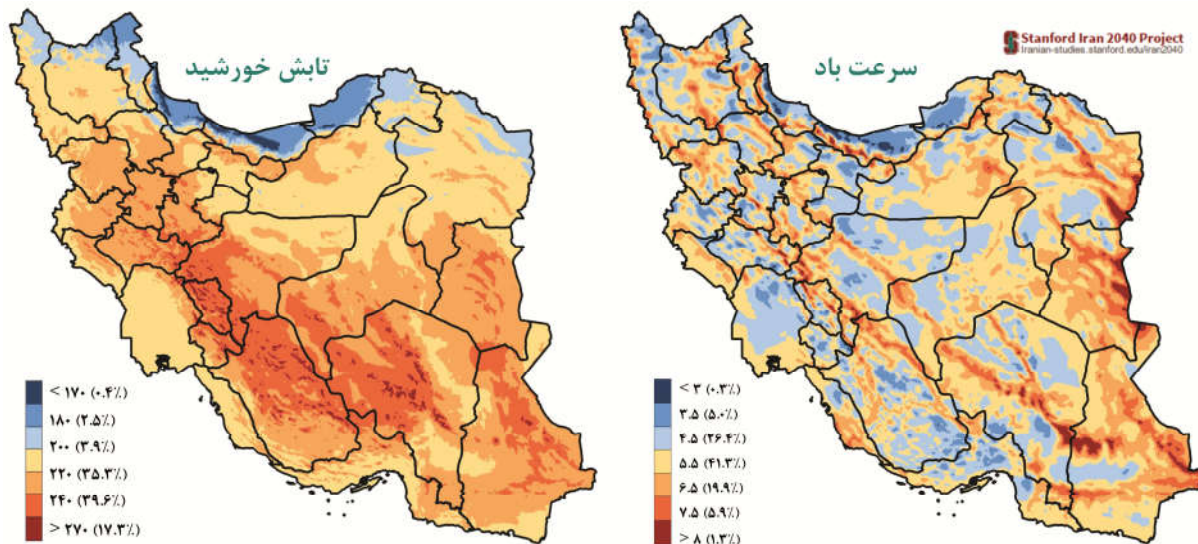 تابش خورشید
< ۱۷۰ (۰.۴٪)
۱۸۰ (۲.۵٪)
۲۰۰ (۳.۹٪)
۲۲۰ (۳۵.۳٪)
۲۴۰ (۳۹.۶٪)
> ۲۷۰ (۱۷.۳٪)
سرعت باد
Stanford Iran 2040 Project
Iranian-studies.stanford.edu/iran2040
< ۳ (۰.۳٪)
۳.۵ (۵.۰٪)
۴.۵ (۲۶.۴٪)
۵.۵ (۴۱.۳٪)
۶.۵ (۱۹.۹٪)
۷.۵ (۵.۹٪)
> ۸ (۱.۳٪)